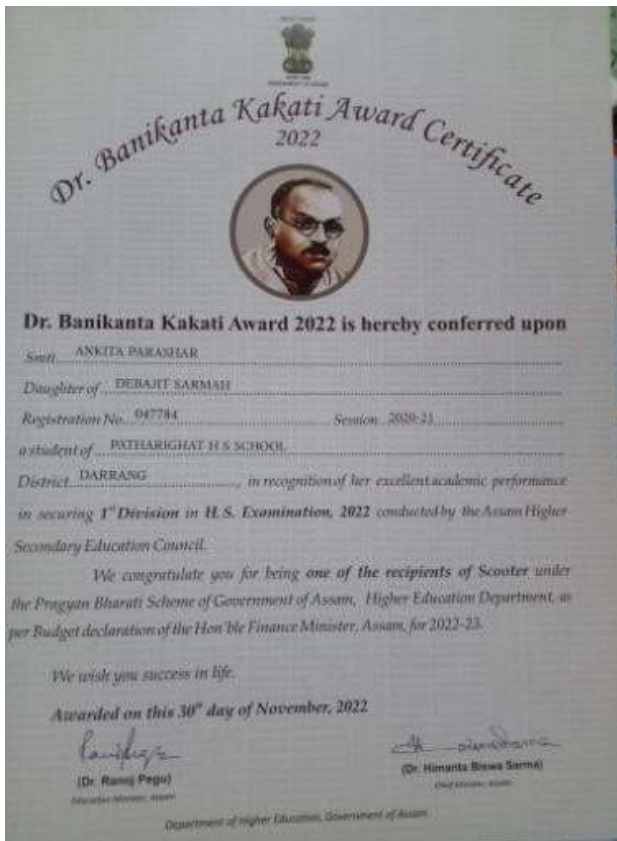 Dr. Banikanta Kakati Award Certificate
2022
Dr. Banikanta Kakati Award 2022 is hereby conferred upon
Smti ANKITA PARASHAR
Daughter of DEBAJIT SARMAH
Registration No. 047784 Session 2020-21
a student of PATHARIGHAT H S SCHOOL
District DARRANG, in recognition of her excellent academic performance
in securing 1st Division in H.S. Examination, 2022 conducted by the Assam Higher
Secondary Education Council.
We congratulate you for being one of the recipients of Scooter under
the Pragyan Bharati Scheme of Government of Assam, Higher Education Department, as
per Budget declaration of the Hon'ble Finance Minister, Assam, for 2022-23.
We wish you success in life.
Awarded on this 30th day of November, 2022
(Dr. Ranoj Pegu) (Dr. Himanta Biswa Sarma)
Education Minister, Assam Chief Minister, Assam
Department of Higher Education, Government of Assam